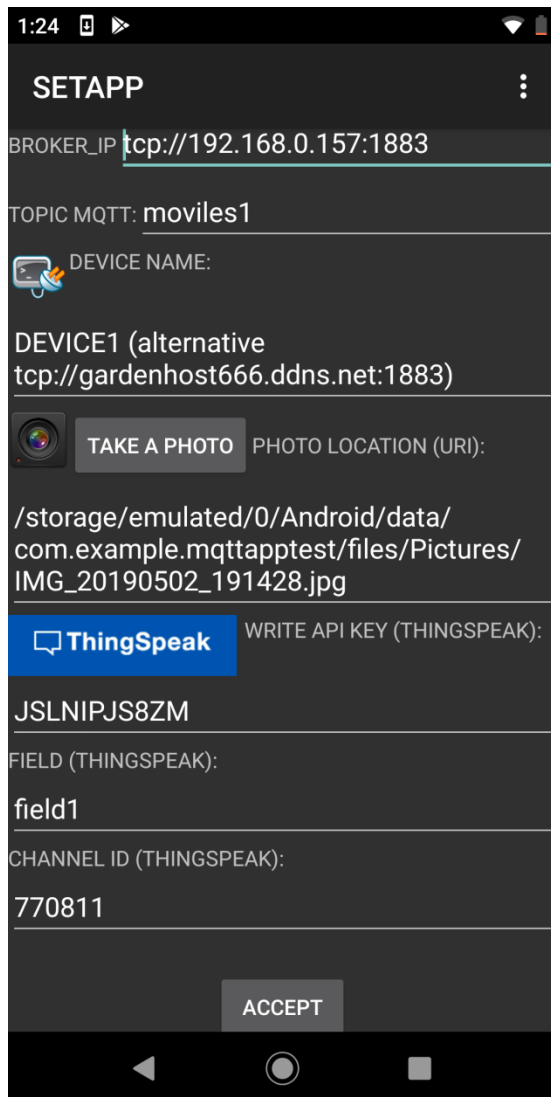 1:24
SETAPP
BROKER_IP tcp://192.168.0.157:1883
TOPIC MQTT: moviles1
DEVICE NAME:
DEVICE1 (alternative
tcp://gardenhost666.ddns.net:1883)
TAKE A PHOTO PHOTO LOCATION (URI):
/storage/emulated/0/Android/data/
com.example.mqttapptest/files/Pictures/
IMG_20190502_191428.jpg
ThingSpeak WRITE API KEY (THINGSPEAK):
JSLNIPJS8ZM
FIELD (THINGSPEAK):
field1
CHANNEL ID (THINGSPEAK):
770811
ACCEPT